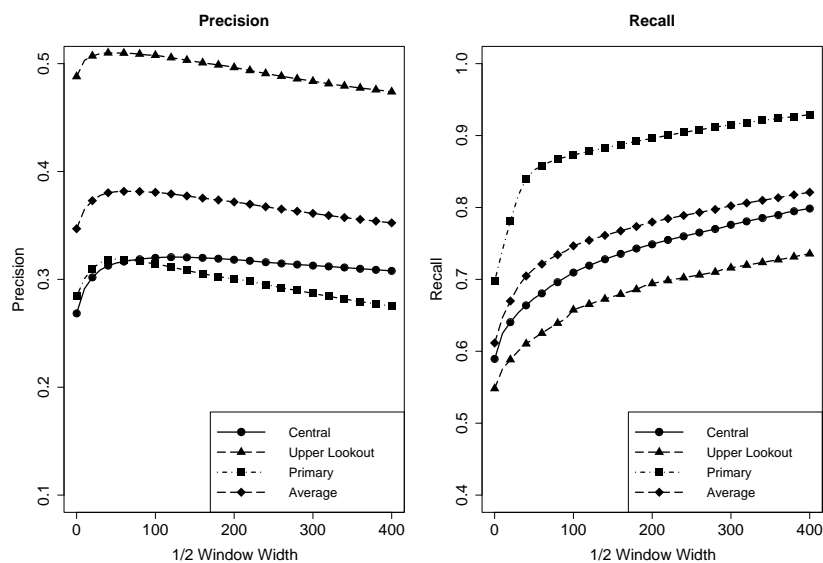 Precision
Precision
0.5
0.4
0.3
0.2
0.1
0 100 200 300 400
1/2 Window Width
Central
Upper Lookout
Primary
Average
Recall
Recall
1.0
0.9
0.8
0.7
0.6
0.5
0.4
0 100 200 300 400
1/2 Window Width
Central
Upper Lookout
Primary
Average